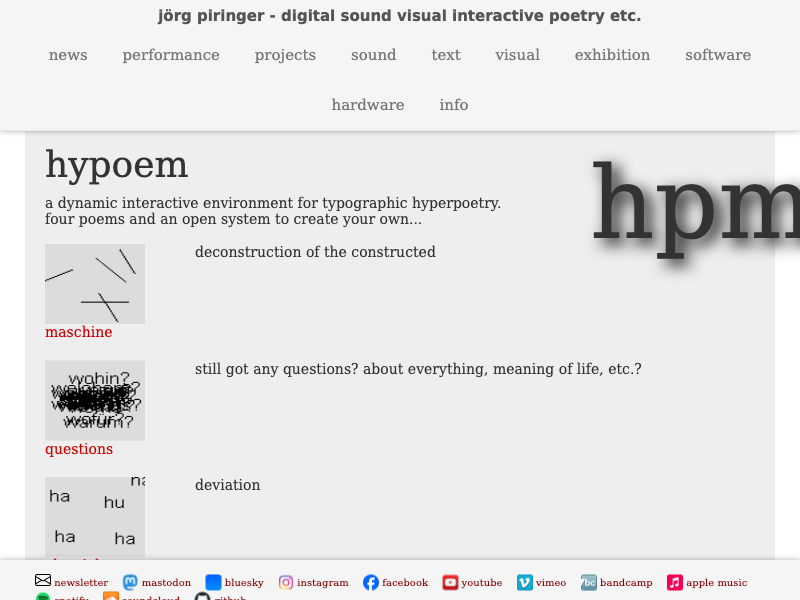 jörg piringer - digital sound visual interactive poetry etc.
news performance projects sound text visual exhibition software
hardware info
hypoem
hpm
a dynamic interactive environment for typographic hyperpoetry.
four poems and an open system to create your own...
deconstruction of the constructed
maschine
still got any questions? about everything, meaning of life, etc.?
wohin?
wofür?
warum?
questions
deviation
ha
ha
hu
ha
ha
newsletter mastodon bluesky instagram facebook youtube vimeo bandcamp apple music
spotify soundcloud github